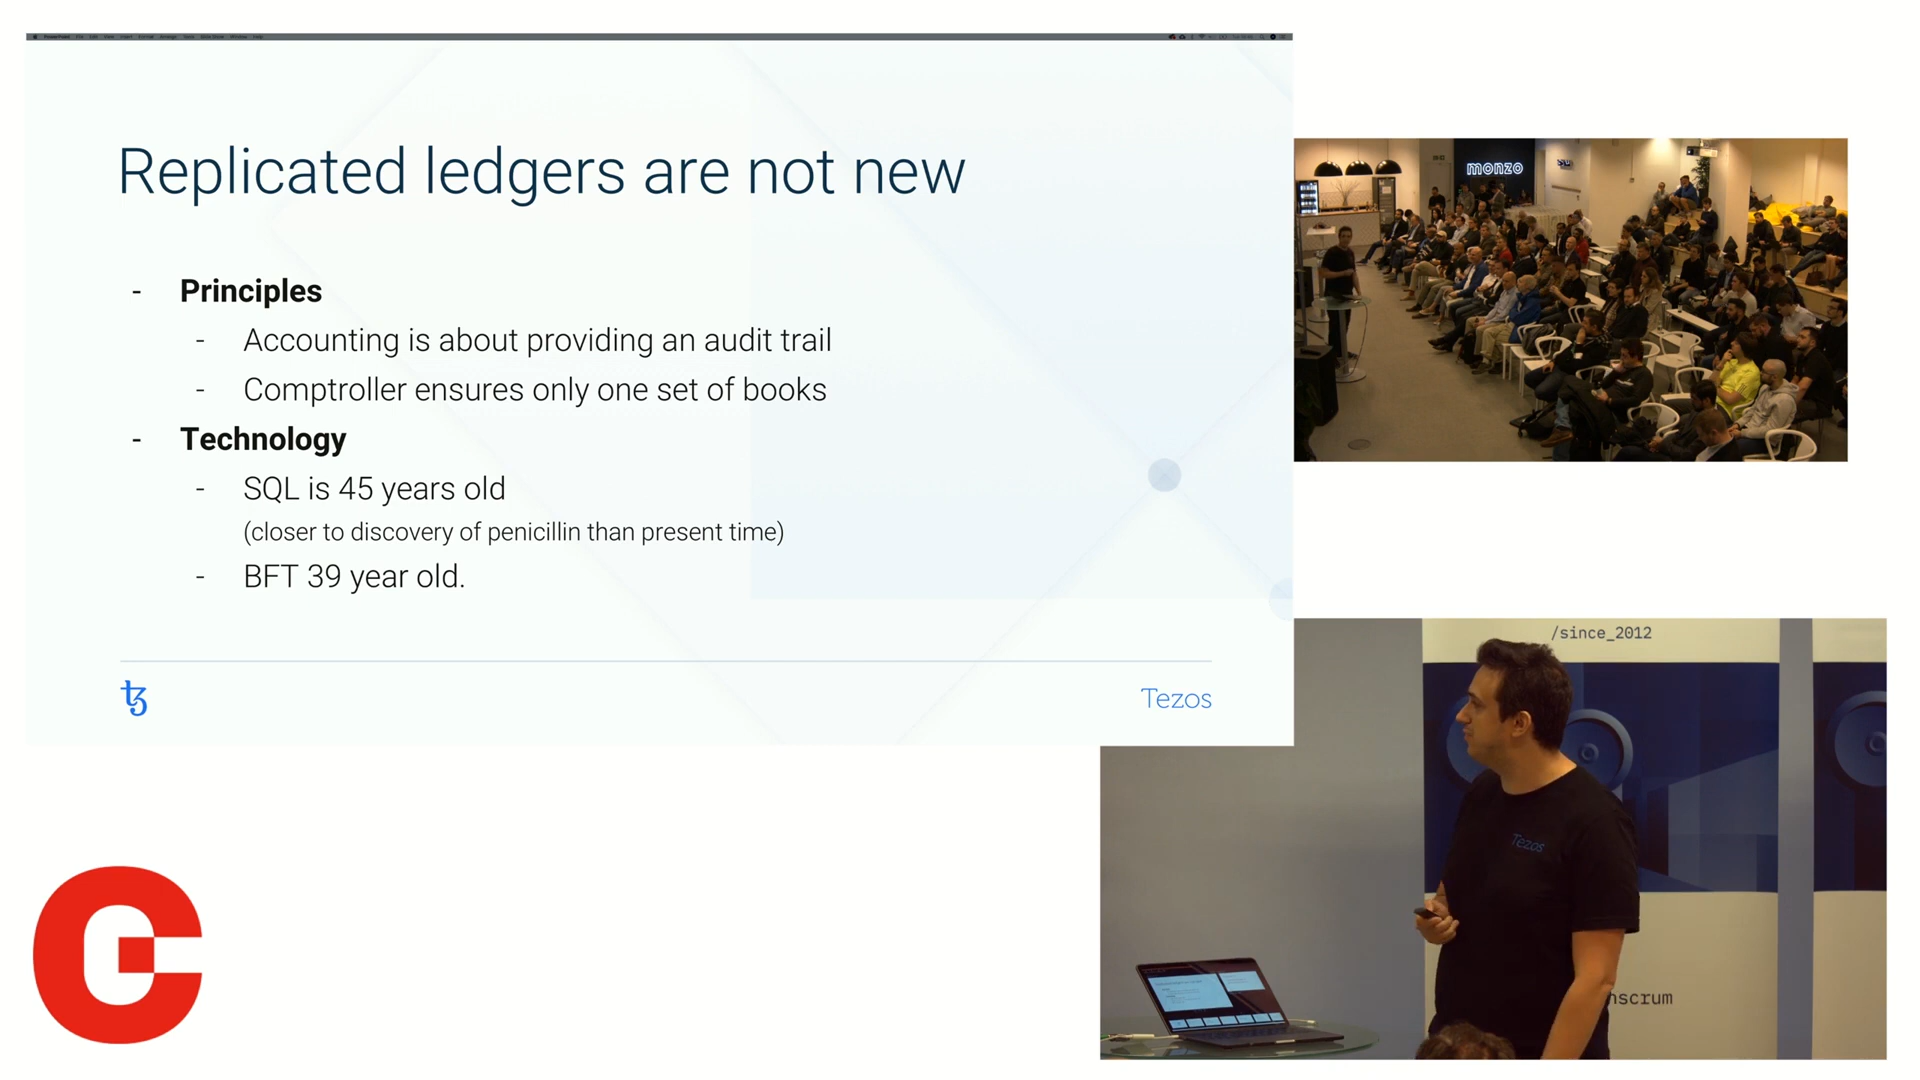 Replicated ledgers are not new
- Principles
- Accounting is about providing an audit trail
- Comptroller ensures only one set of books
- Technology
- SQL is 45 years old
(closer to discovery of penicillin than present time)
- BFT 39 year old.
Tezos
monzo
/since_2012
Tezos
nscrum